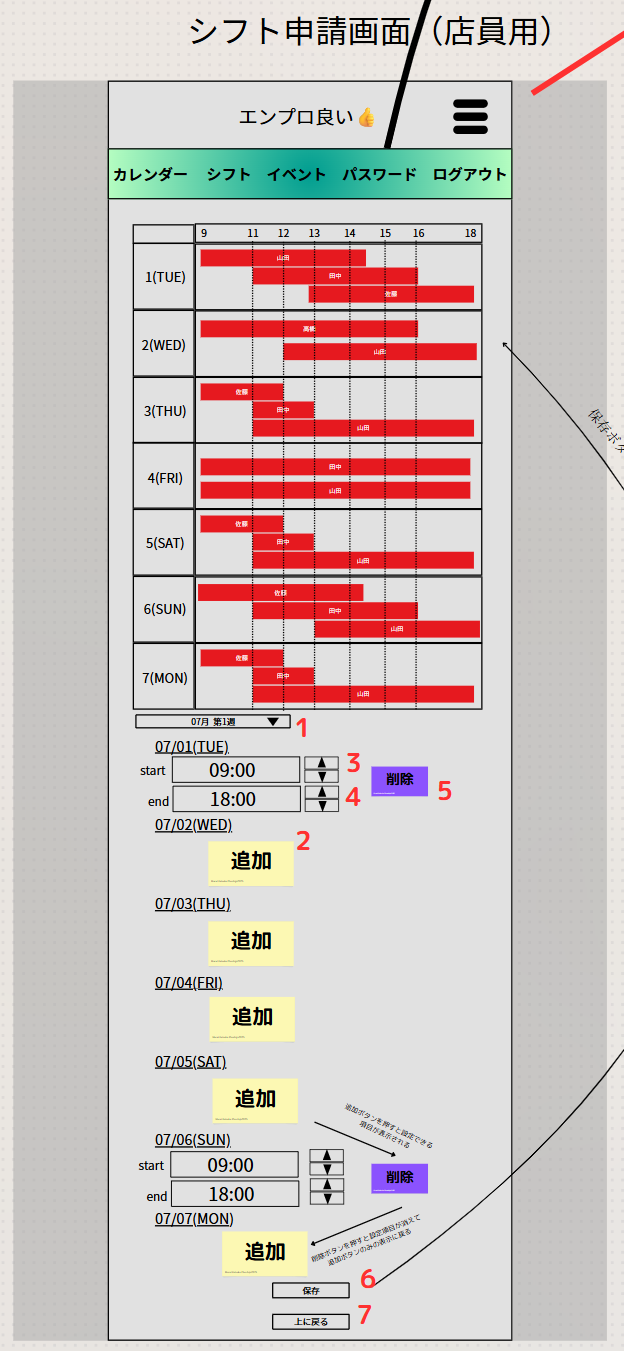 シフト申請画面（店員用）
エンプロ良い👍
カレンダー シフト イベント パスワード ログアウト
9 11 12 13 14 15 16 18
1(TUE)
山田
田中
佐藤
2(WED)
高橋
山田
3(THU)
佐藤
田中
山田
4(FRI)
田中
山田
5(SAT)
佐藤
田中
山田
6(SUN)
佐藤
田中
山田
7(MON)
佐藤
田中
山田
07月 第1週 1
07/01(TUE)
start 09:00 3
削除 5
end 18:00 4
07/02(WED)
追加 2
07/03(THU)
追加
07/04(FRI)
追加
07/05(SAT)
追加
追加ボタンを押すと設定できる
項目が表示される
07/06(SUN)
start 09:00
削除
end 18:00
07/07(MON)
追加
削除ボタンを押すと設定項目が消えて
追加ボタンのみの表示に戻る
保存 6
上に戻る 7
保存ボタ